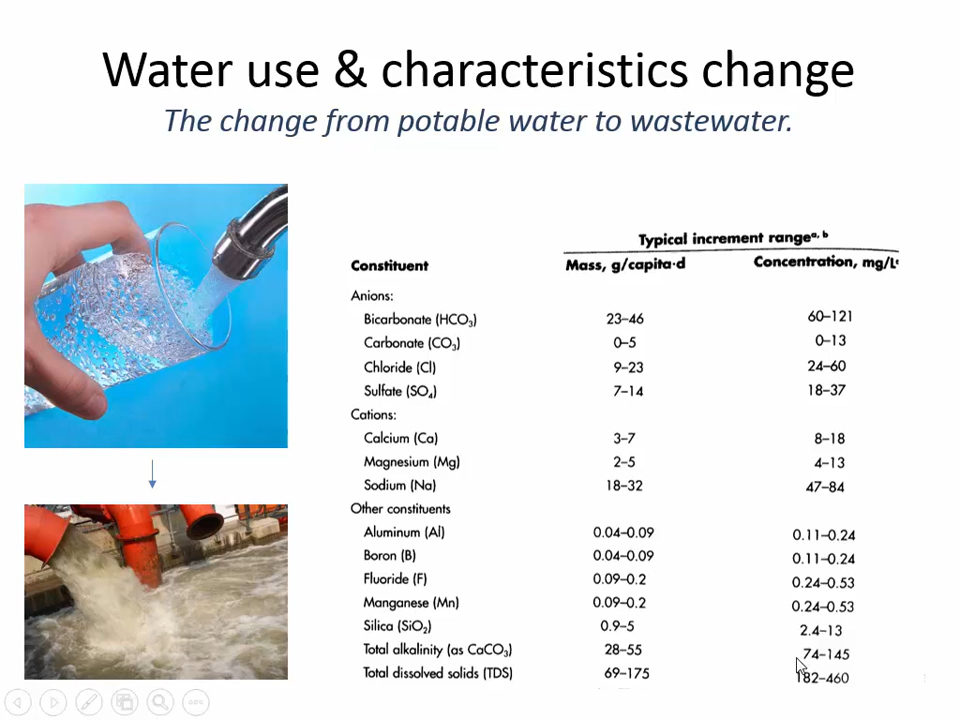 Water use & characteristics change
The change from potable water to wastewater.
Typical increment rangeᵃ, ᵇ
Constituent Mass, g/capita·d Concentration, mg/Lᶜ
Anions:
Bicarbonate (HCO₃) 23–46 60–121
Carbonate (CO₃) 0–5 0–13
Chloride (Cl) 9–23 24–60
Sulfate (SO₄) 7–14 18–37
Cations:
Calcium (Ca) 3–7 8–18
Magnesium (Mg) 2–5 4–13
Sodium (Na) 18–32 47–84
Other constituents
Aluminum (Al) 0.04–0.09 0.11–0.24
Boron (B) 0.04–0.09 0.11–0.24
Fluoride (F) 0.09–0.2 0.24–0.53
Manganese (Mn) 0.09–0.2 0.24–0.53
Silica (SiO₂) 0.9–5 2.4–13
Total alkalinity (as CaCO₃) 28–55 74–145
Total dissolved solids (TDS) 69–175 182–460